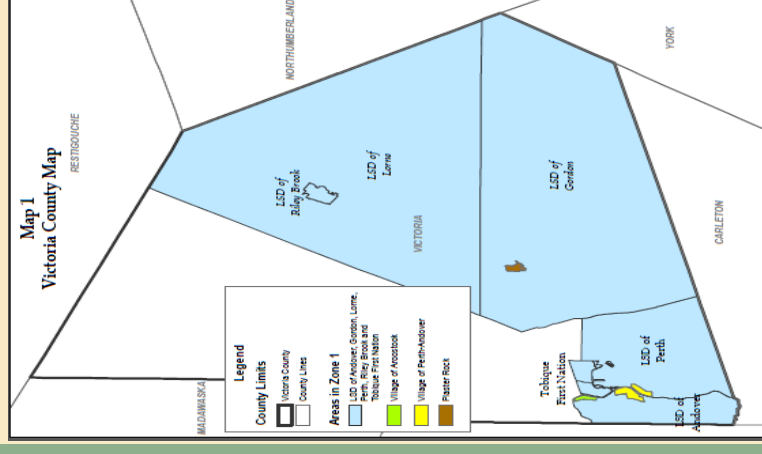 Map 1
Victoria County Map
RESTIGOUCHE
NORTHUMBERLAND
YORK
MADAWASKA
VICTORIA
CARLETON
LSD of
Riley Brook
LSD of
Lorne
LSD of
Gordon
Tobique
First Nation
LSD of
Perth
LSD of
Andover
Legend
County Limits
Victoria County
County Lines
Areas in Zone 1
LSD of Andover, Gordon, Lorne,
Perth, Riley Brook and
Tobique First Nation
Village of Aroostook
Village of Perth-Andover
Plaster Rock